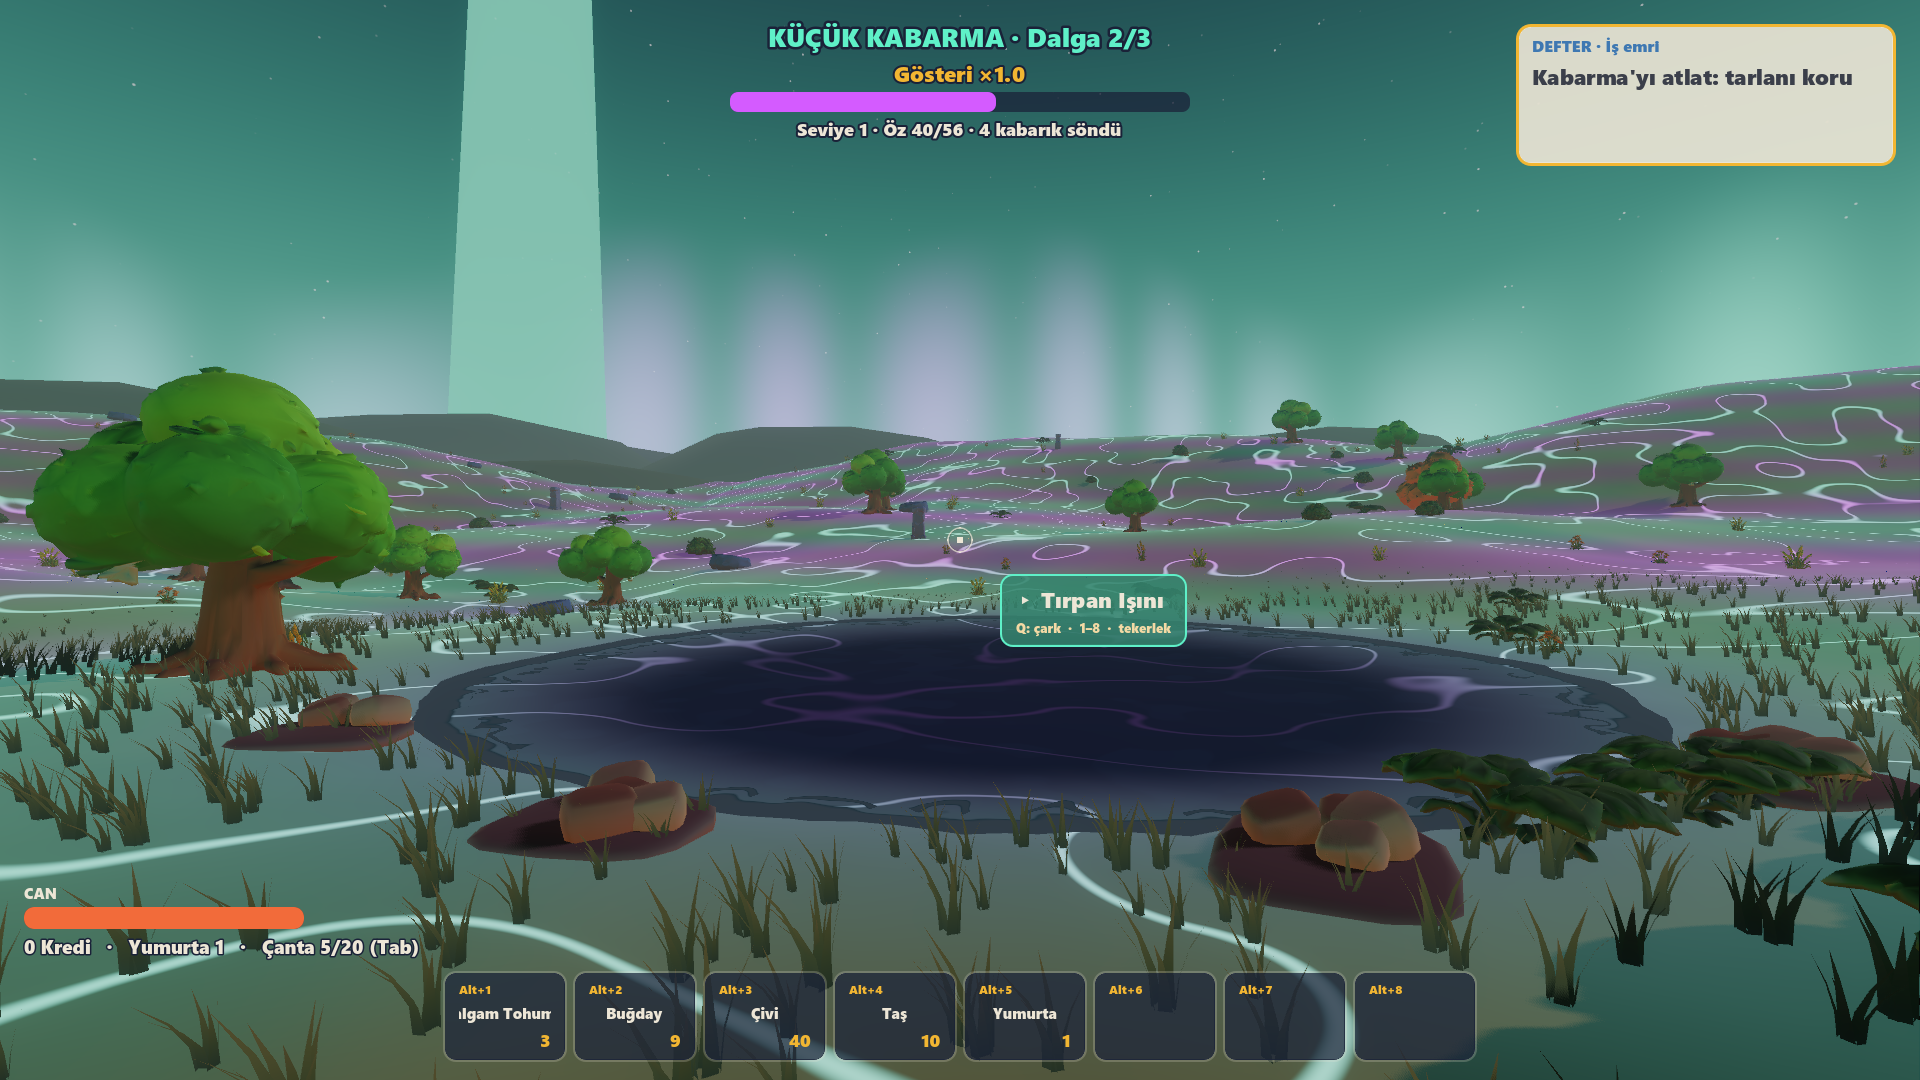 KÜÇÜK KABARMA · Dalga 2/3
Gösteri ×1.0
Seviye 1 · Öz 40/56 · 4 kabarık söndü
DEFTER · İş emri
Kabarma'yı atlat: tarlanı koru
▸ Tırpan Işını
Q: çark · 1–8 · tekerlek
CAN
0 Kredi · Yumurta 1 · Çanta 5/20 (Tab)
Alt+1
lgam Tohum
3
Alt+2
Buğday
9
Alt+3
Çivi
40
Alt+4
Taş
10
Alt+5
Yumurta
1
Alt+6
Alt+7
Alt+8